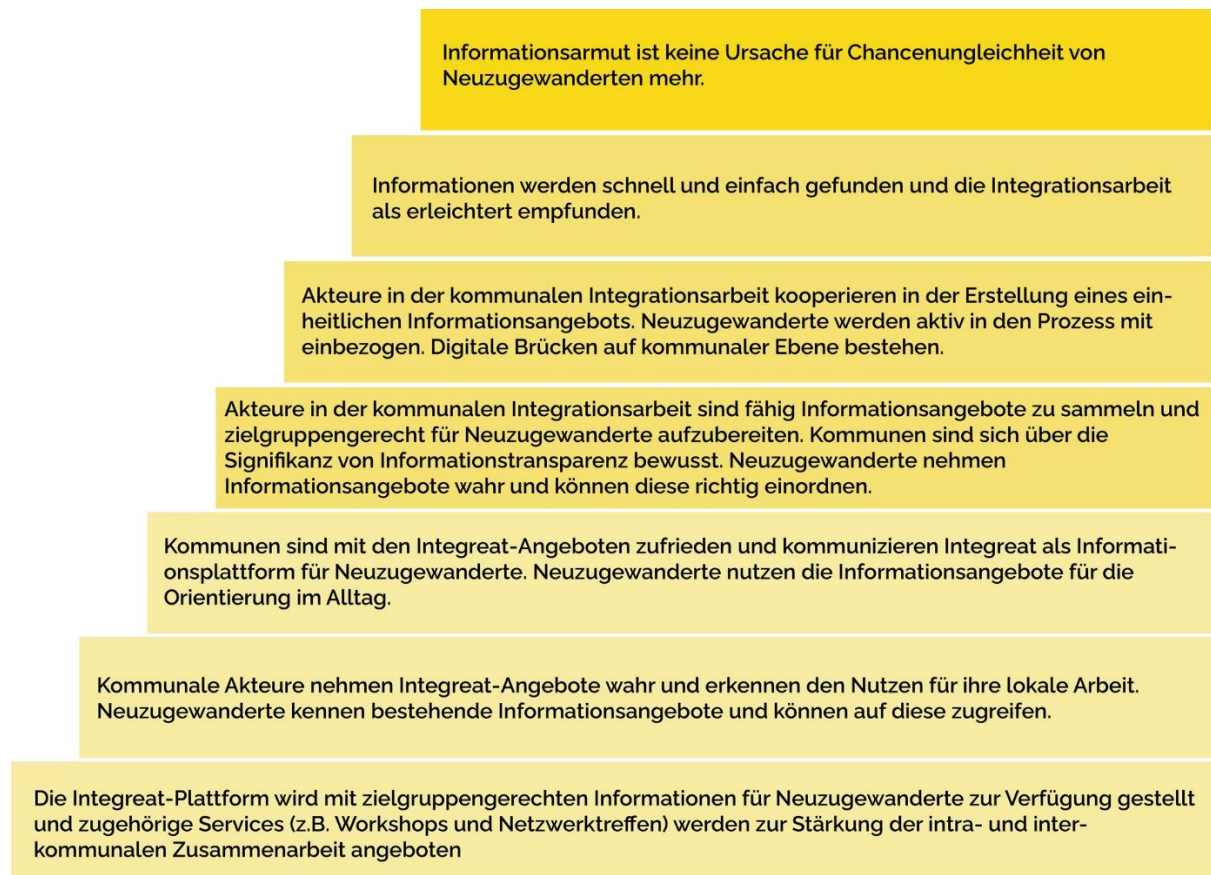 Informationsarmut ist keine Ursache für Chancenungleichheit von
Neuzugewanderten mehr.
Informationen werden schnell und einfach gefunden und die Integrationsarbeit
als erleichtert empfunden.
Akteure in der kommunalen Integrationsarbeit kooperieren in der Erstellung eines ein-
heitlichen Informationsangebots. Neuzugewanderte werden aktiv in den Prozess mit
einbezogen. Digitale Brücken auf kommunaler Ebene bestehen.
Akteure in der kommunalen Integrationsarbeit sind fähig Informationsangebote zu sammeln und
zielgruppengerecht für Neuzugewanderte aufzubereiten. Kommunen sind sich über die
Signifikanz von Informationstransparenz bewusst. Neuzugewanderte nehmen
Informationsangebote wahr und können diese richtig einordnen.
Kommunen sind mit den Integreat-Angeboten zufrieden und kommunizieren Integreat als Informati-
onsplattform für Neuzugewanderte. Neuzugewanderte nutzen die Informationsangebote für die
Orientierung im Alltag.
Kommunale Akteure nehmen Integreat-Angebote wahr und erkennen den Nutzen für ihre lokale Arbeit.
Neuzugewanderte kennen bestehende Informationsangebote und können auf diese zugreifen.
Die Integreat-Plattform wird mit zielgruppengerechten Informationen für Neuzugewanderte zur Verfügung gestellt
und zugehörige Services (z.B. Workshops und Netzwerktreffen) werden zur Stärkung der intra- und inter-
kommunalen Zusammenarbeit angeboten